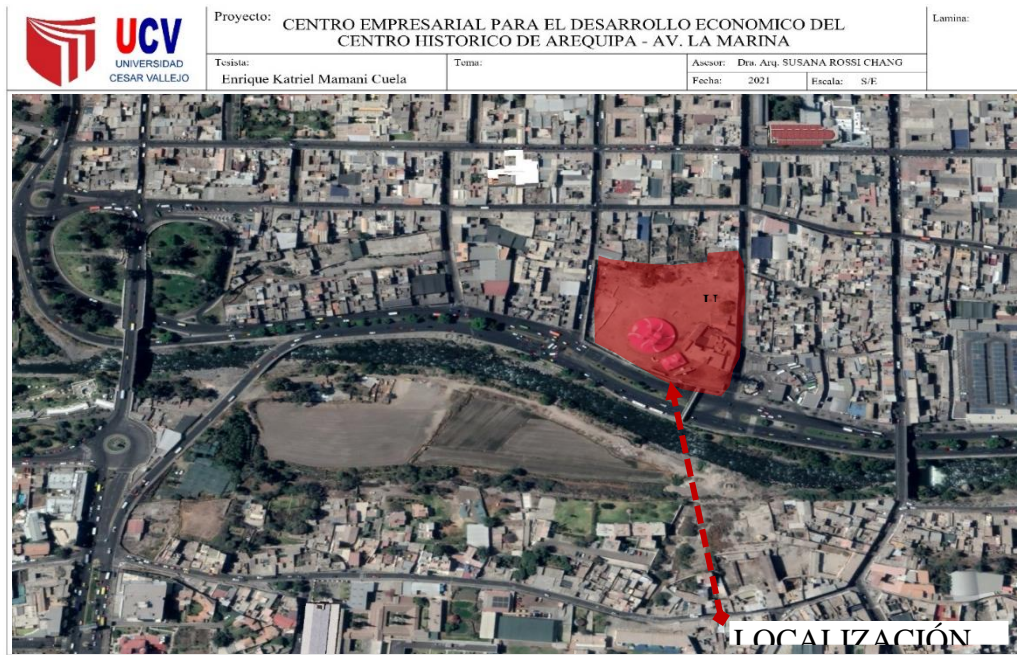 UCV
UNIVERSIDAD
CESAR VALLEJO
Proyecto:
CENTRO EMPRESARIAL PARA EL DESARROLLO ECONOMICO DEL
CENTRO HISTORICO DE AREQUIPA - AV. LA MARINA
Lamina:
Tesista:
Enrique Katriel Mamani Cuela
Tema:
Asesor: Dra. Arq. SUSANA ROSSI CHANG
Fecha: 2021
Escala: S/E
LOCALIZACIÓN